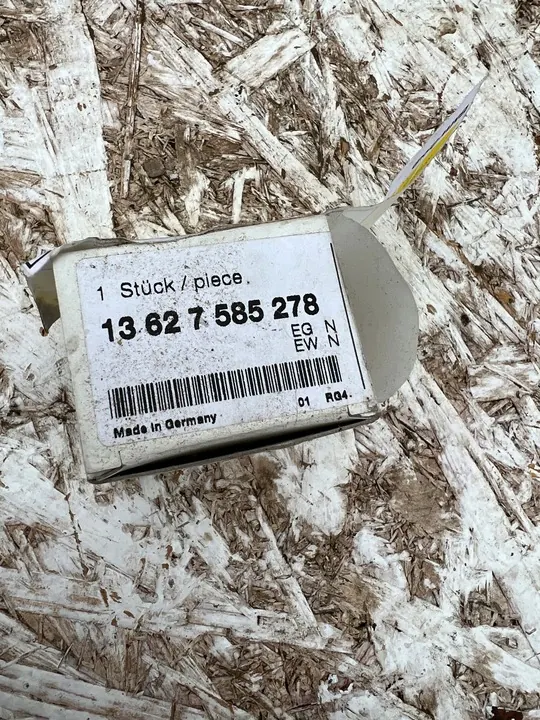 1 Stück / piece
13 62 7 585 278
EG N
EW N
01 RG4
Made in Germany